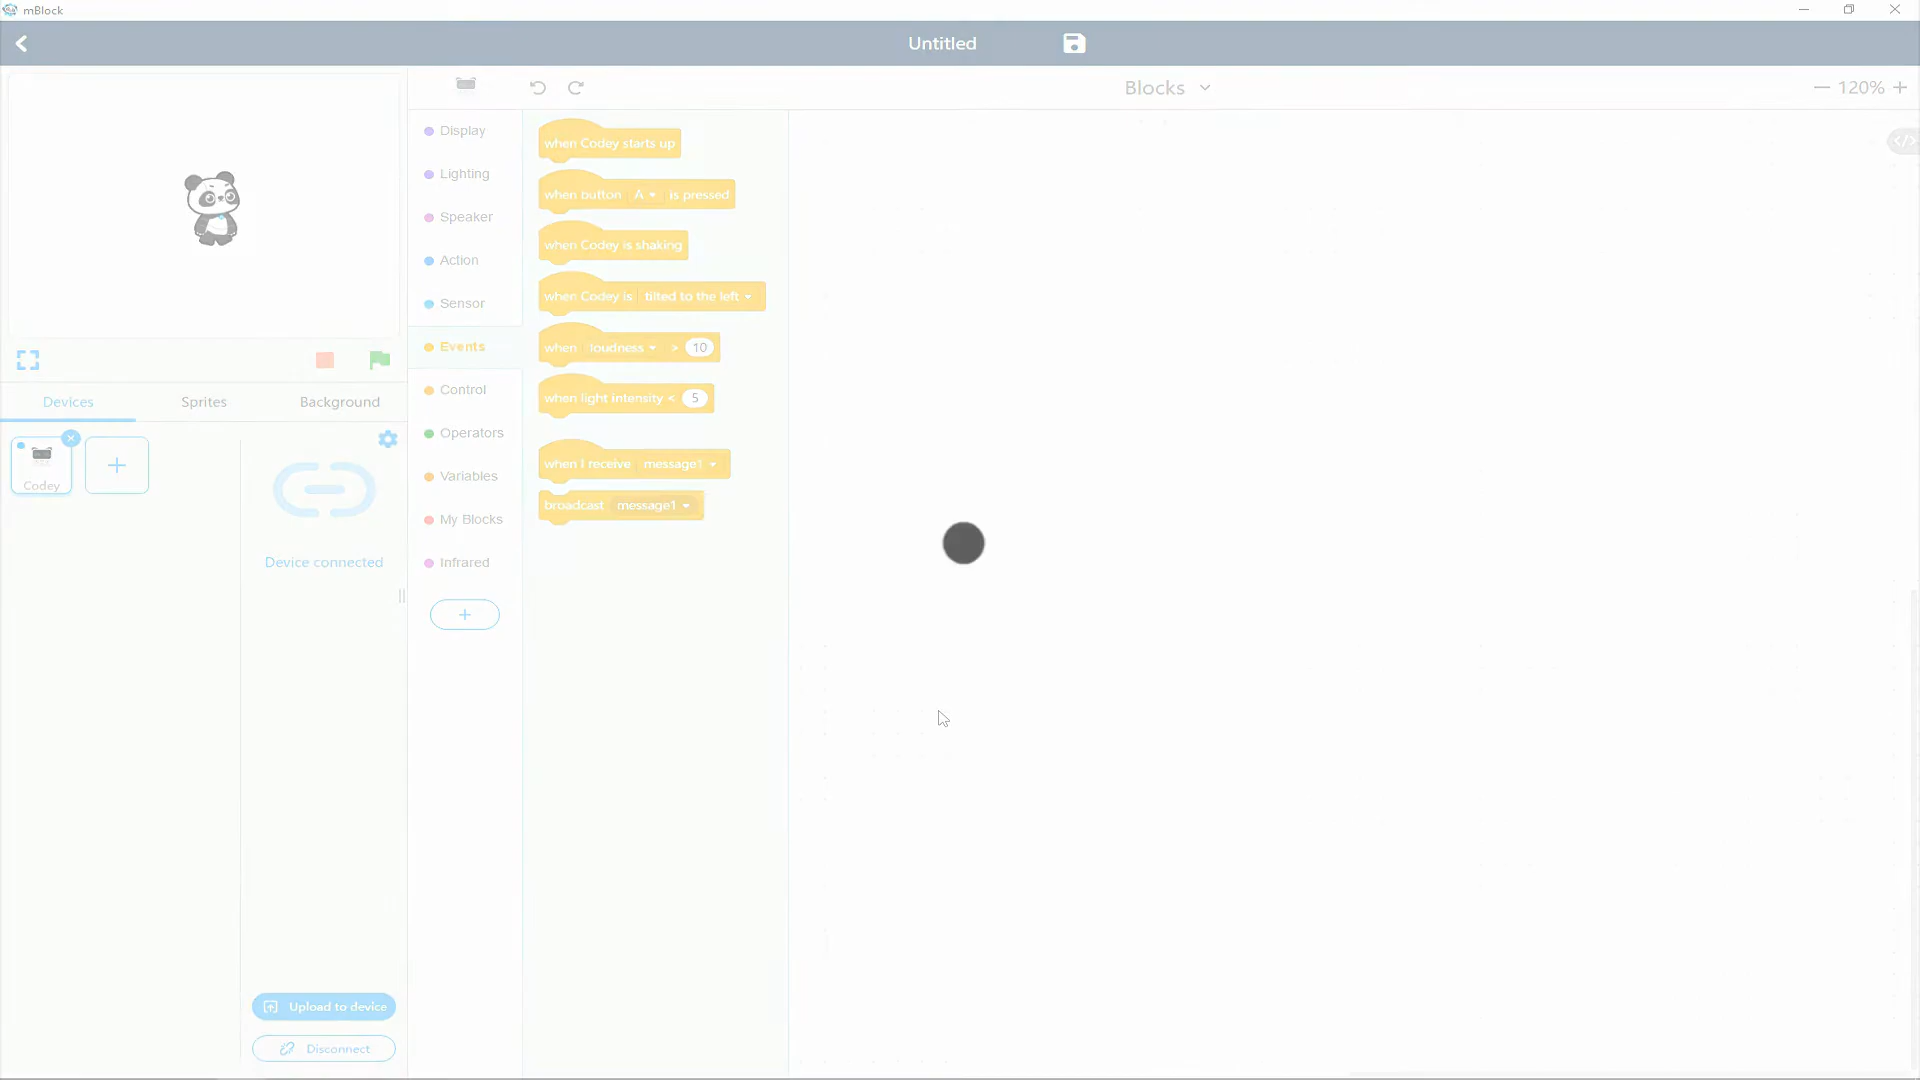 mBlock
Untitled
Blocks
120%
Display
Lighting
Speaker
Action
Sensor
Events
Control
Operators
Variables
My Blocks
Infrared
when Codey starts up
when button A is pressed
when Codey is shaking
when Codey is tilted to the left
when loudness > 10
when light intensity < 5
when I receive message1
broadcast message1
Devices
Sprites
Background
Codey
Device connected
Upload to device
Disconnect